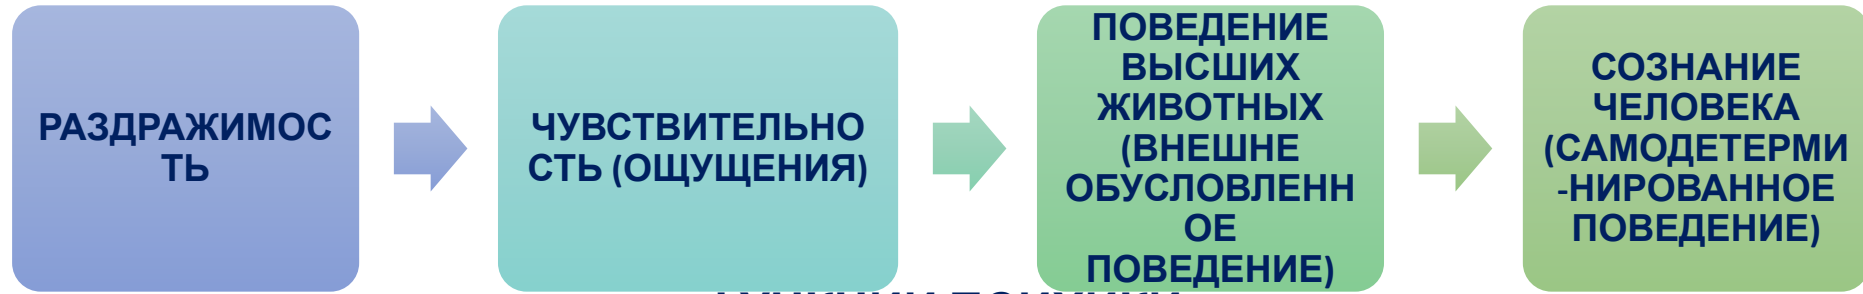 РАЗДРАЖИМОС
ТЬ
ЧУВСТВИТЕЛЬНО
СТЬ (ОЩУЩЕНИЯ)
ПОВЕДЕНИЕ
ВЫСШИХ
ЖИВОТНЫХ
(ВНЕШНЕ
ОБУСЛОВЛЕНН
ОЕ
ПОВЕДЕНИЕ)
СОЗНАНИЕ
ЧЕЛОВЕКА
(САМОДЕТЕРМИ
-НИРОВАННОЕ
ПОВЕДЕНИЕ)